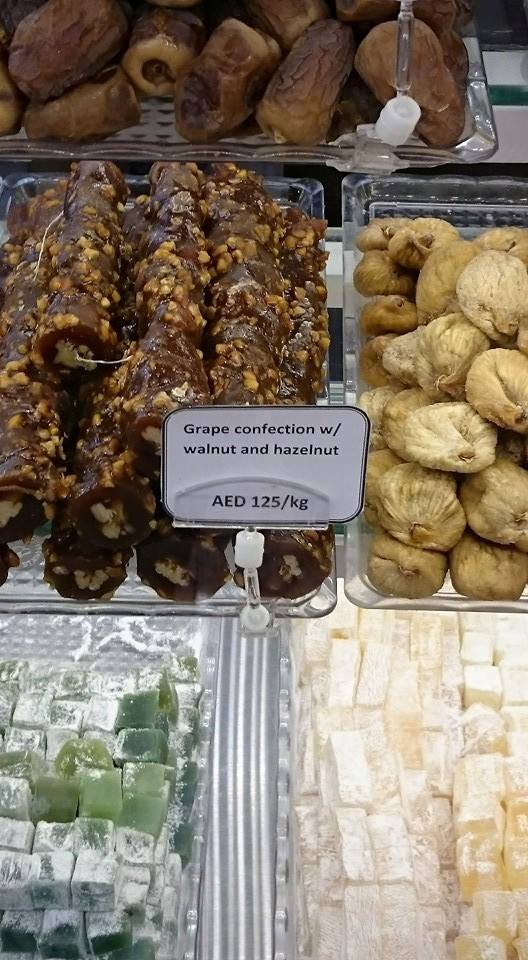 Grape confection w/
walnut and hazelnut
AED 125/kg